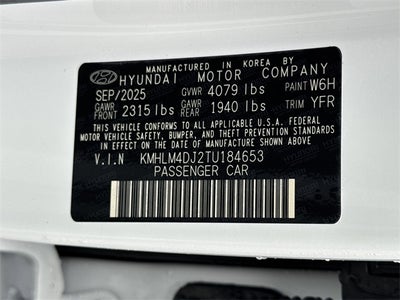 MANUFACTURED IN KOREA BY
HYUNDAI MOTOR COMPANY
SEP/2025 GVWR 4079 lbs PAINT W6H
GAWR FRONT 2315 lbs GAWR REAR 1940 lbs TRIM YFR
THIS VEHICLE CONFORMS TO ALL APPLICABLE U.S. FEDERAL
MOTOR VEHICLE SAFETY, BUMPER, AND THEFT PREVENTION STANDARDS
IN EFFECT ON THE DATE OF MANUFACTURE SHOWN ABOVE.
V.I.N KMHLM4DJ2TU184653
PASSENGER CAR